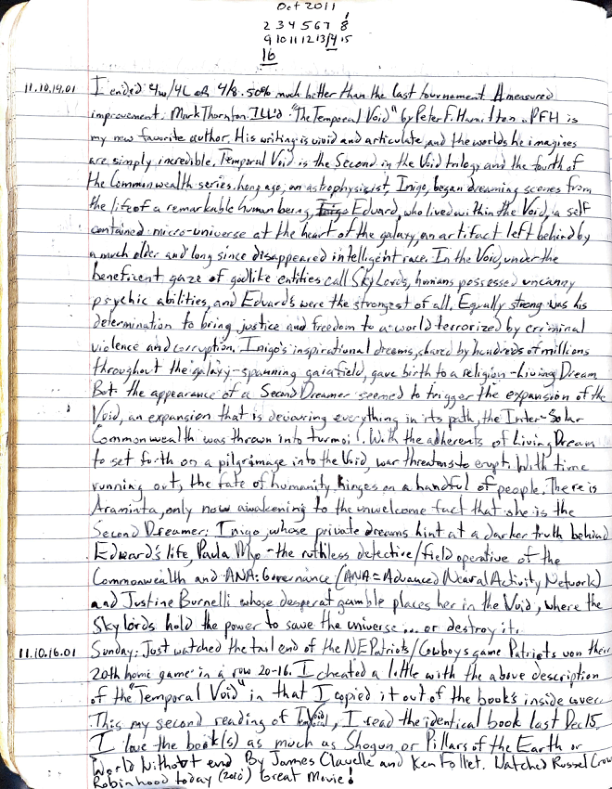 Oct 2011
1
2 3 4 5 6 7 8
9 10 11 12 13 14 15
16
11.10.14.01 I ended 4w/4L or 4/8. 50% much better than the last tournament. A measured
improvement. Mark Thornton "The Temporal Void" by Peter F. Hamilton. PFH is
my new favorite author. His writing is vivid and articulate and the worlds he imagines
are simply incredible. Temporal Void is the Second in the Void trilogy and the fourth of
the Commonwealth series. Long ago, an astrophysicist, Inigo, began dreaming scenes from
the life of a remarkable human being, Inigo Edward, who lived within the Void, a self
contained micro-universe at the heart of the galaxy, an artifact left behind by
a much older and long since disappeared intelligent race. In the Void, under the
beneficent gaze of godlike entities call SkyLords, humans possessed uncanny
psychic abilities, and Edward's were the strongest of all. Equally strong was his
determination to bring justice and freedom to a world terrorized by criminal
violence and corruption. Inigo's inspirational dreams, shared by hundreds of millions
throughout the galaxy-spanning gaiafield, gave birth to a religion - Living Dream
But the appearance of a Second Dreamer seemed to trigger the expansion of the
Void, an expansion that is devouring everything in its path, the Inter-Solar
Commonwealth was thrown into turmoil. With the adherents of Living Dream
to set forth on a pilgrimage into the Void, war threatens to erupt. With time
running out, the fate of humanity hinges on a handful of people. There is
Araminta, only now awakening to the unwelcome fact that she is the
Second Dreamer: Inigo, whose private dreams hint at a darker truth behind
Edward's life, Paula Myo - the ruthless detective/field operative of the
Commonwealth and ANA: Governance (ANA = Advanced Neural Activity Network)
and Justine Burnelli whose desperat gamble places her in the Void, where the
Skylords hold the power to save the universe ... or destroy it.
11.10.16.01 Sunday: Just watched the tail end of the NE Patriots/Cowboys game Patriots won their
20th home game in a row 20-16. I cheated a little with the above description
of the "Temporal Void" in that I copied it out of the book's inside cover.
This my second reading of T Void, I read the identical book last Dec 15.
I love the book(s) as much as Shogun or Pillars of the Earth or
World Without end By James Clavelle and Ken Follet. Watched Russel Crow
Robinhood today (2010) Great Movie!